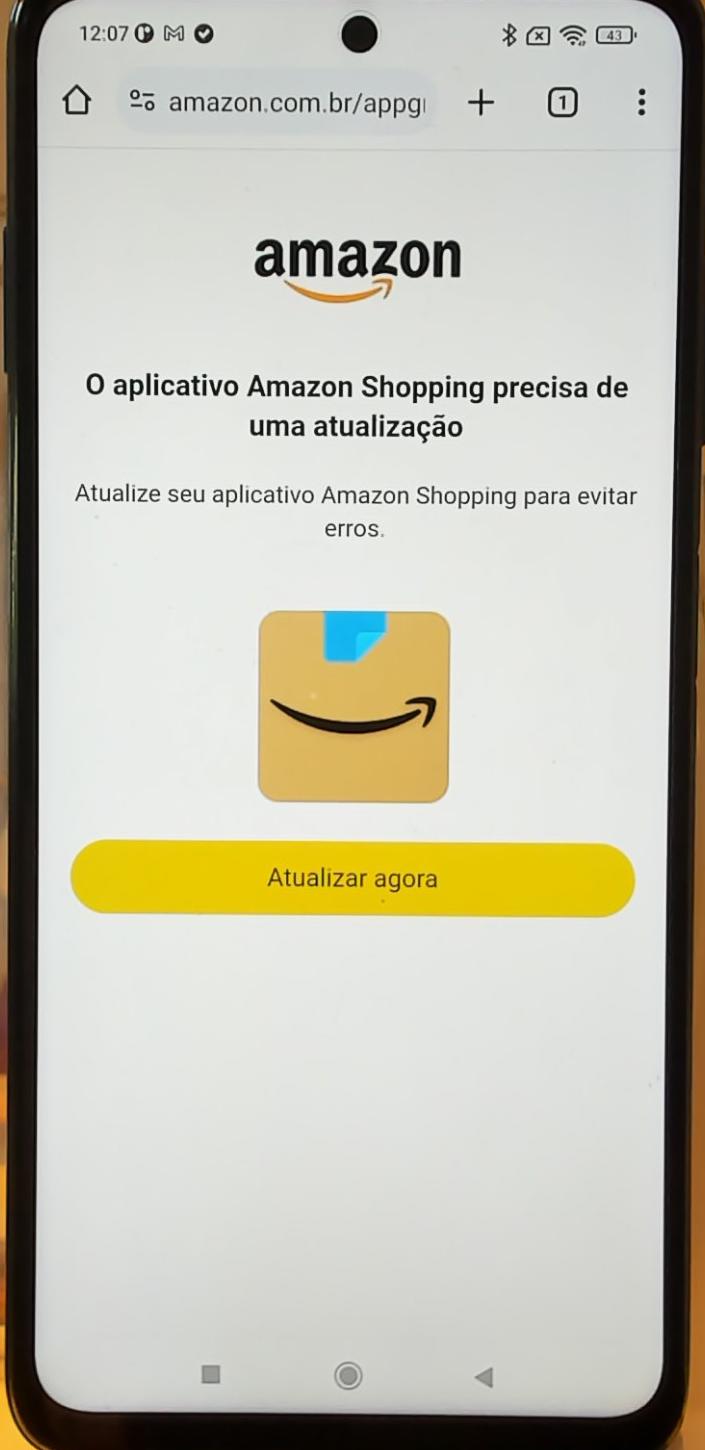 12:07
43
amazon.com.br/appg
1
amazon
O aplicativo Amazon Shopping precisa de
uma atualização
Atualize seu aplicativo Amazon Shopping para evitar
erros.
Atualizar agora